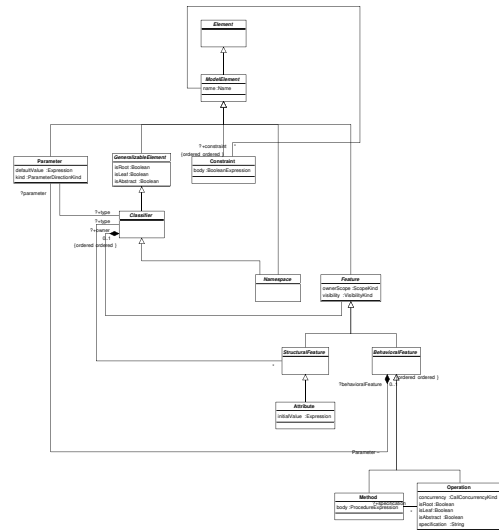 Element
ModelElement
name :Name
?+constraint
*
{ordered ordered }
Parameter
defaultValue :Expression
kind :ParameterDirectionKind
GeneralizableElement
isRoot :Boolean
isLeaf :Boolean
isAbstract :Boolean
Constraint
body :BooleanExpression
?parameter
?+type
Classifier
?+type
?+owner
0..1
{ordered ordered }
Namespace
Feature
ownerScope :ScopeKind
visibility :VisibilityKind
StructuralFeature
BehavioralFeature
*
?behavioralFeature
0..1
{ordered ordered }
Attribute
initialValue :Expression
Parameter
Method
body :ProcedureExpression
?+specification
*
Operation
concurrency :CallConcurrencyKind
isRoot :Boolean
isLeaf :Boolean
isAbstract :Boolean
specification :String